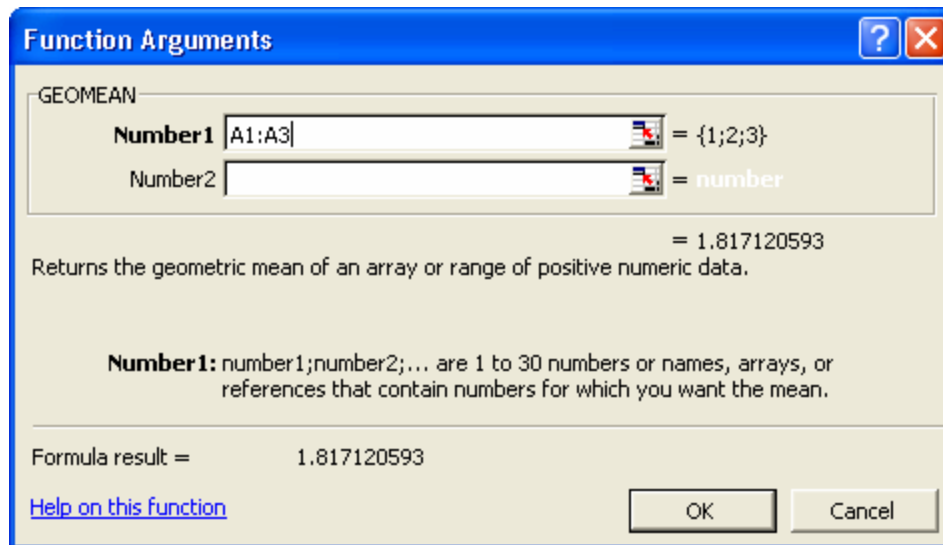 Function Arguments
GEOMEAN
Number1 A1:A3 = {1;2;3}
Number2 = number
= 1.817120593
Returns the geometric mean of an array or range of positive numeric data.
Number1: number1;number2;... are 1 to 30 numbers or names, arrays, or
references that contain numbers for which you want the mean.
Formula result = 1.817120593
Help on this function OK Cancel